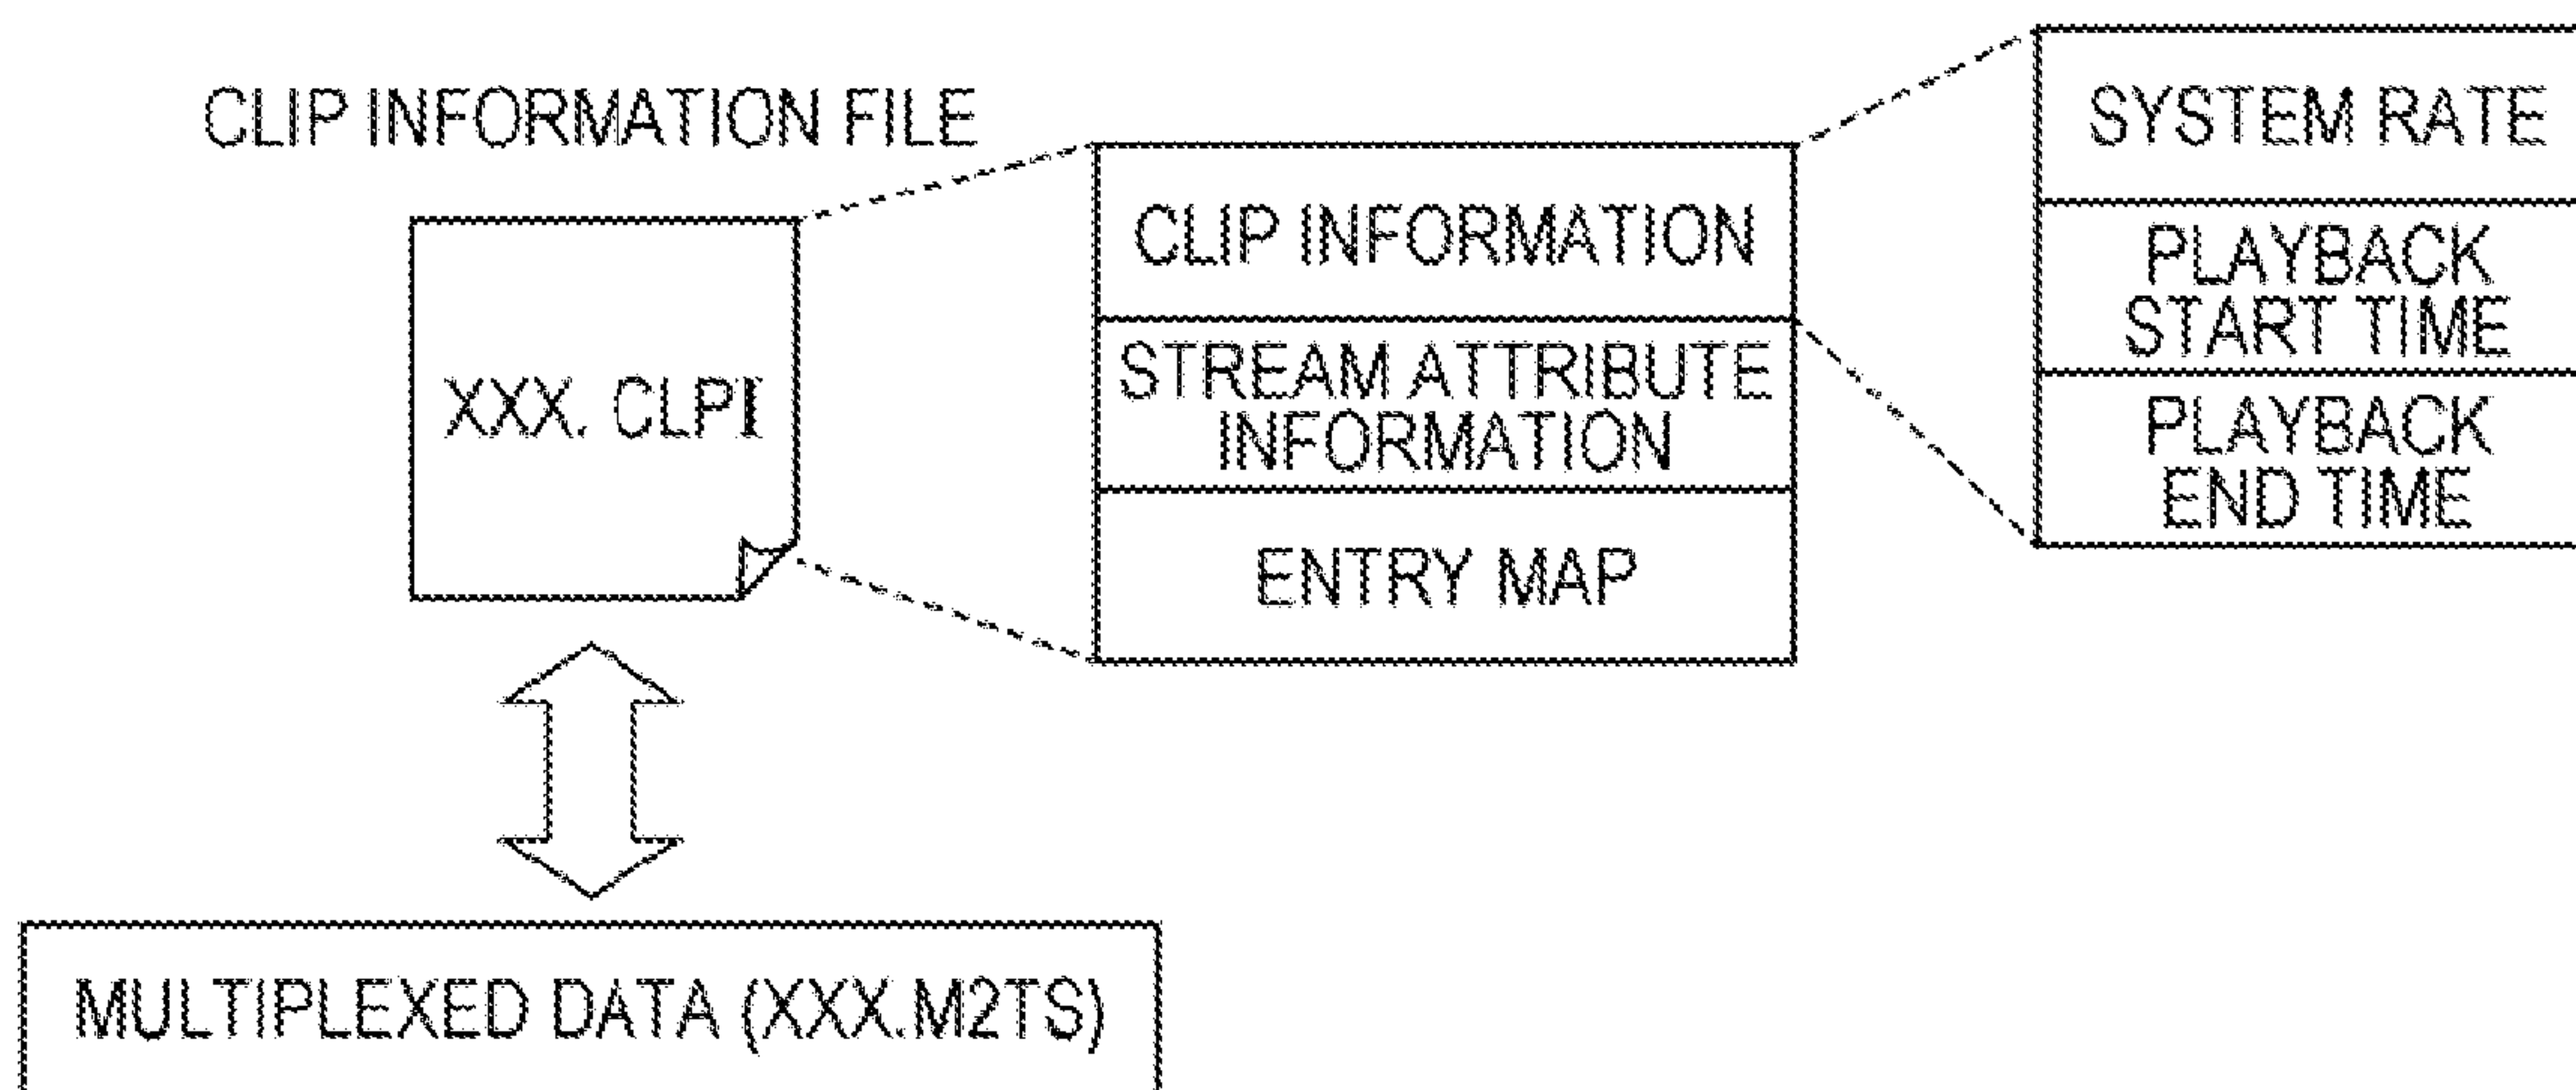 CLIP INFORMATION FILE
XXX. CLPI
CLIP INFORMATION
STREAM ATTRIBUTE
INFORMATION
ENTRY MAP
SYSTEM RATE
PLAYBACK
START TIME
PLAYBACK
END TIME
MULTIPLEXED DATA (XXX.M2TS)